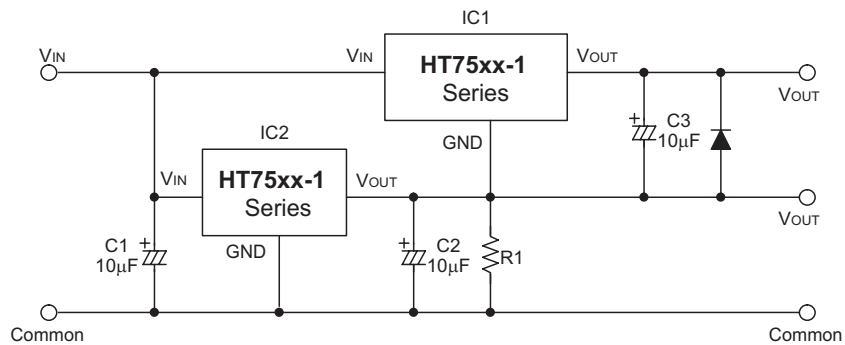 IC1
VIN
VIN
HT75xx-1
Series
VOUT
VOUT
GND
C3
10μF
IC2
VIN
HT75xx-1
Series
VOUT
VOUT
GND
C1
10μF
C2
10μF
R1
Common
Common
+
+
+